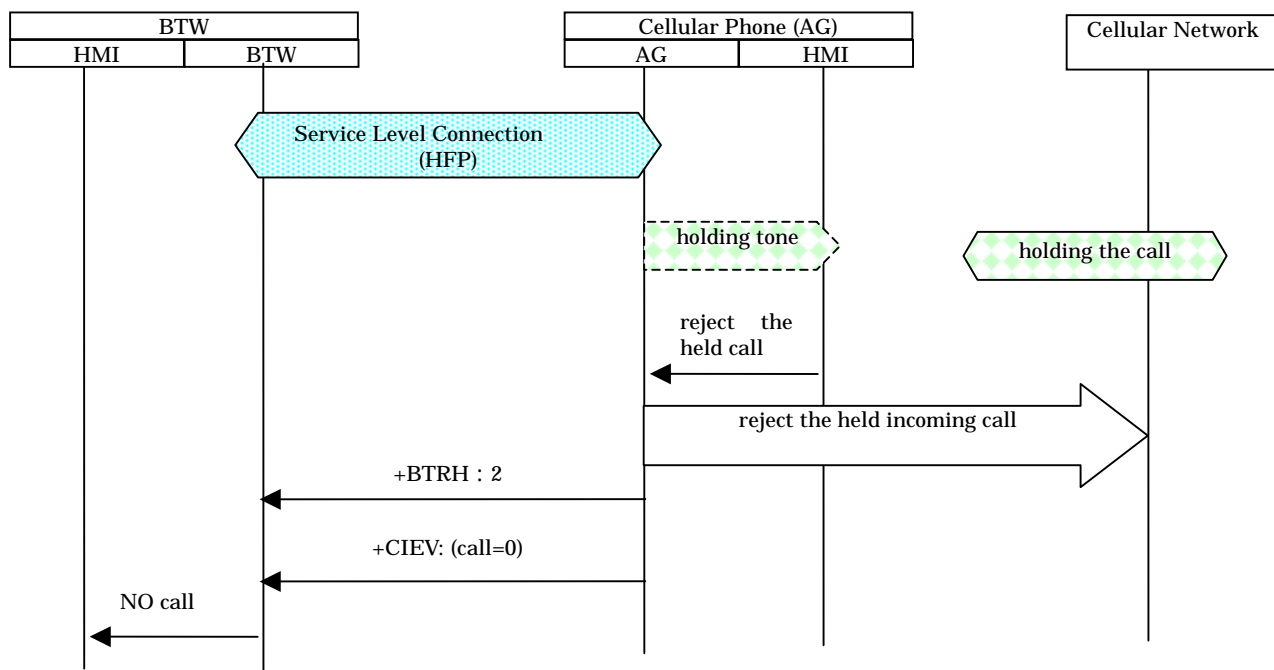 BTW
HMI
BTW
Cellular Phone (AG)
AG
HMI
Cellular Network
Service Level Connection
(HFP)
holding tone
holding the call
reject the
held call
reject the held incoming call
+BTRH : 2
+CIEV: (call=0)
NO call